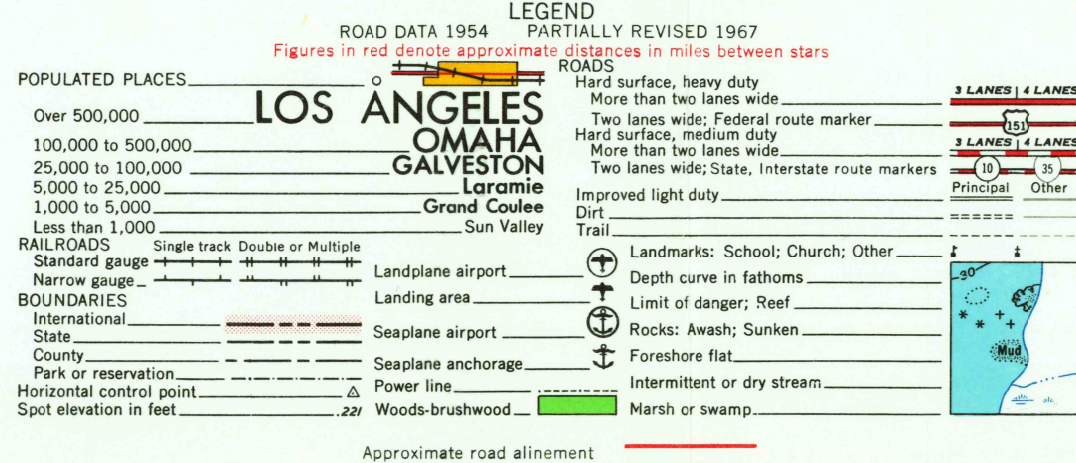 LEGEND
ROAD DATA 1954 PARTIALLY REVISED 1967
Figures in red denote approximate distances in miles between stars
POPULATED PLACES
Over 500,000 LOS ANGELES
100,000 to 500,000 OMAHA
25,000 to 100,000 GALVESTON
5,000 to 25,000 Laramie
1,000 to 5,000 Grand Coulee
Less than 1,000 Sun Valley
RAILROADS Single track Double or Multiple
Standard gauge
Narrow gauge
BOUNDARIES
International
State
County
Park or reservation
Horizontal control point
Spot elevation in feet .221
Landplane airport
Landing area
Seaplane airport
Seaplane anchorage
Power line
Woods-brushwood
ROADS
Hard surface, heavy duty
More than two lanes wide 3 LANES 4 LANES
Two lanes wide; Federal route marker 151
Hard surface, medium duty
More than two lanes wide 3 LANES 4 LANES
Two lanes wide; State, Interstate route markers 10 35
Principal Other
Improved light duty
Dirt
Trail
Landmarks: School; Church; Other
Depth curve in fathoms 30
Limit of danger; Reef
Rocks: Awash; Sunken
Foreshore flat Mud
Intermittent or dry stream
Marsh or swamp
Approximate road alinement